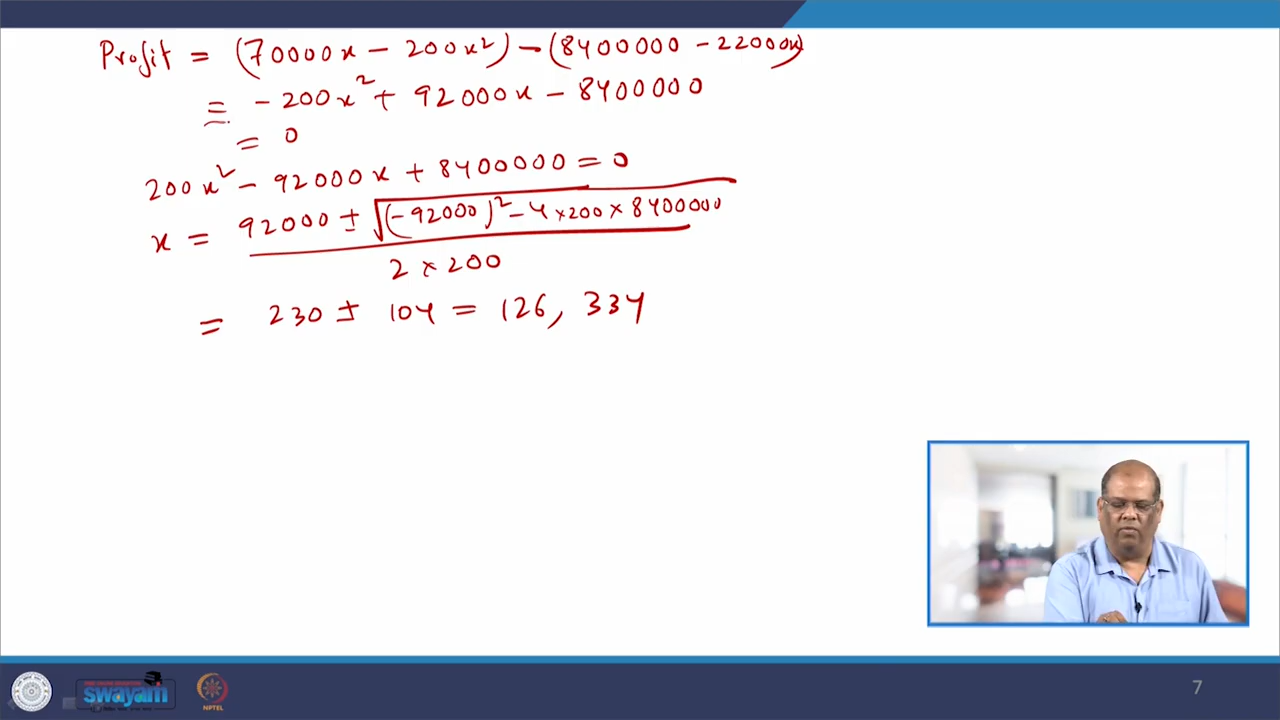 Profit = (70000x - 200x²) - (8400000 - 22000x)
= - 200x² + 92000x - 8400000
= 0
200x² - 92000x + 8400000 = 0
x = 92000 ± √(-92000)² - 4 × 200 × 8400000
2 × 200
= 230 ± 104 = 126, 334
swayam
NPTEL
7